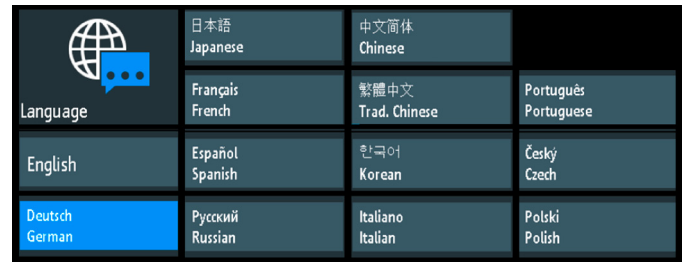 Language
English
Deutsch
German
日本語
Japanese
Français
French
Español
Spanish
Русский
Russian
中文简体
Chinese
繁體中文
Trad. Chinese
한국어
Korean
Italiano
Italian
Português
Portuguese
Český
Czech
Polski
Polish